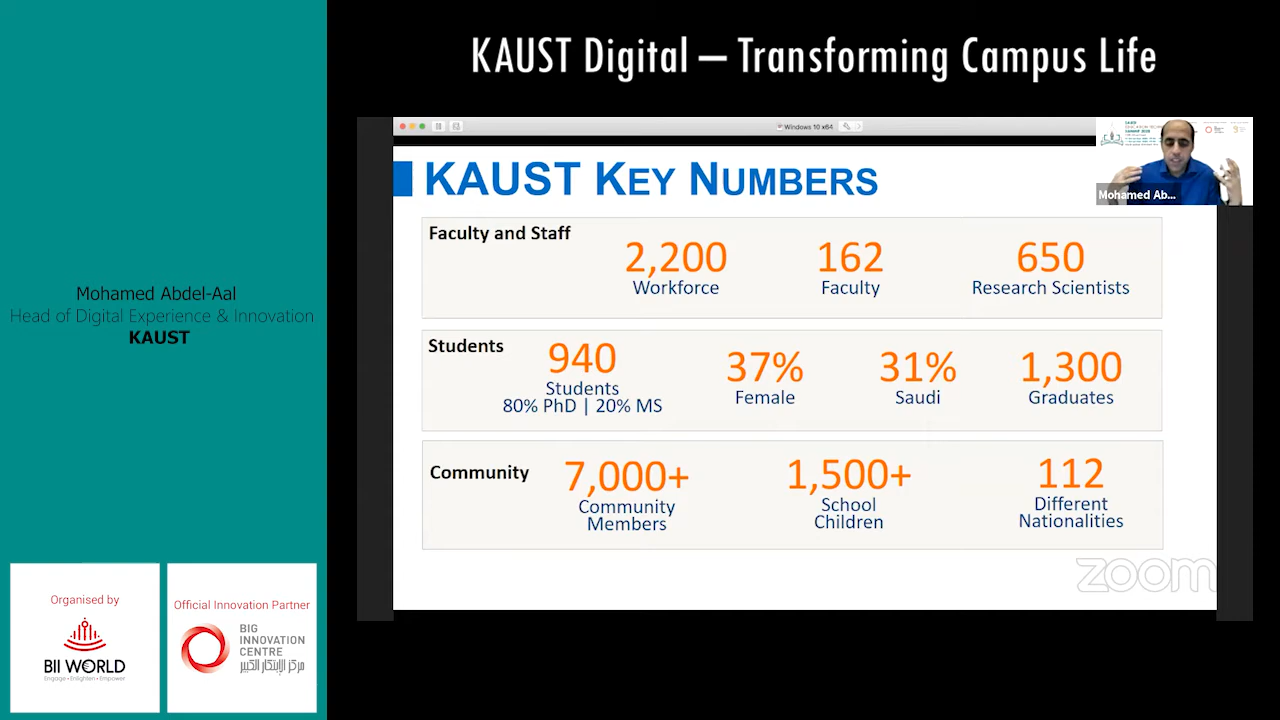 KAUST Digital – Transforming Campus Life
Windows 10 x64
KAUST KEY NUMBERS
Mohamed Ab...
Faculty and Staff
2,200
Workforce
162
Faculty
650
Research Scientists
Students
940
Students
80% PhD | 20% MS
37%
Female
31%
Saudi
1,300
Graduates
Community
7,000+
Community
Members
1,500+
School
Children
112
Different
Nationalities
zoom
Mohamed Abdel-Aal
Head of Digital Experience & Innovation
KAUST
Organised by
BII WORLD
Engage • Enlighten • Empower
Official Innovation Partner
BIG
INNOVATION
CENTRE
مركز الإبتكار الكبير